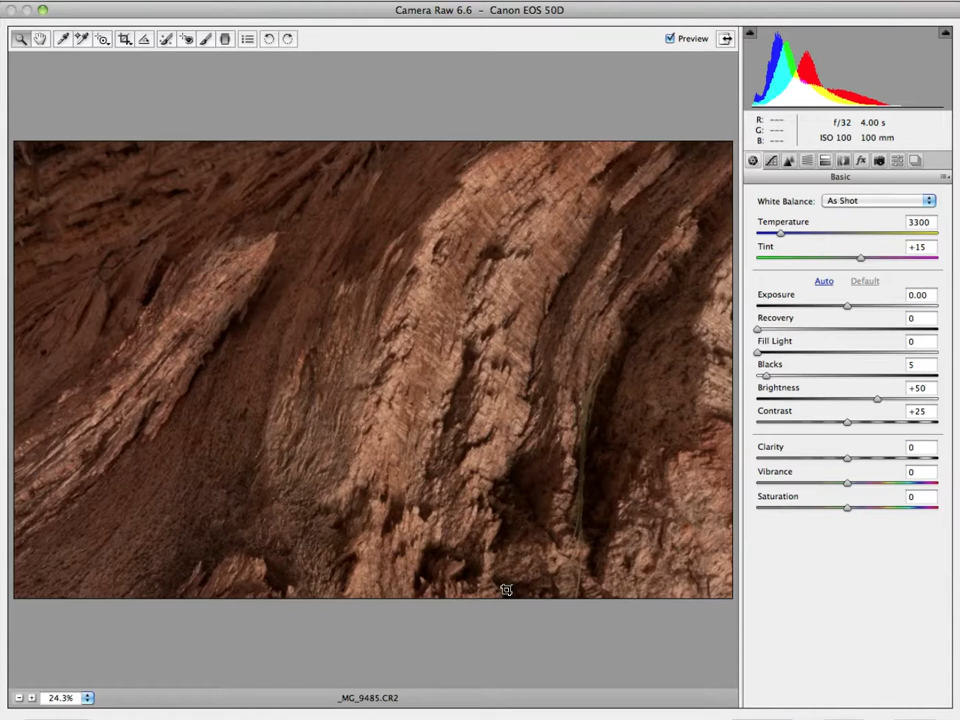 Camera Raw 6.6 - Canon EOS 50D
Preview
R: ---
G: ---
B: ---
f/32 4.00 s
ISO 100 100 mm
Basic
White Balance: As Shot
Temperature 3300
Tint +15
Auto Default
Exposure 0.00
Recovery 0
Fill Light 0
Blacks 5
Brightness +50
Contrast +25
Clarity 0
Vibrance 0
Saturation 0
24.3%
_MG_9485.CR2